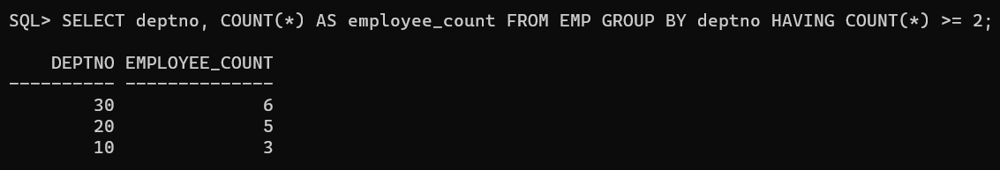 SQL> SELECT deptno, COUNT(*) AS employee_count FROM EMP GROUP BY deptno HAVING COUNT(*) >= 2;
    DEPTNO EMPLOYEE_COUNT
---------- --------------
        30              6
        20              5
        10              3